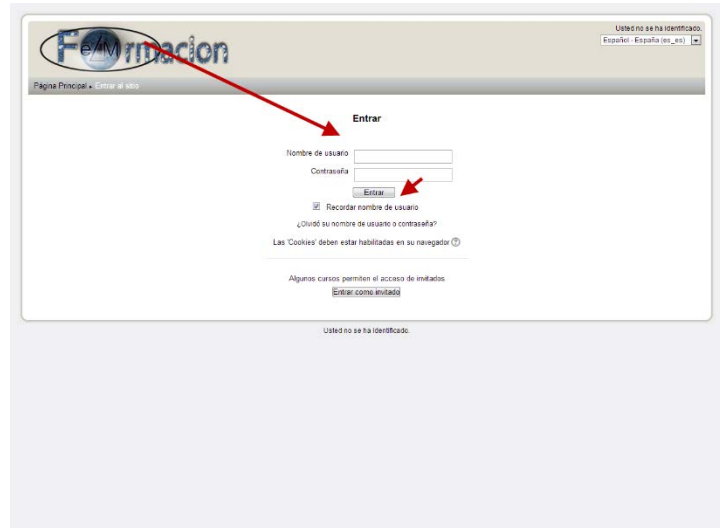 Usted no se ha identificado.
Español - España (es_es)
Fe/M rmacion
Página Principal ▸ Entrar al sitio
Entrar
Nombre de usuario
Contraseña
Entrar
Recordar nombre de usuario
¿Olvidó su nombre de usuario o contraseña?
Las 'Cookies' deben estar habilitadas en su navegador
Algunos cursos permiten el acceso de invitados
Entrar como invitado
Usted no se ha identificado.